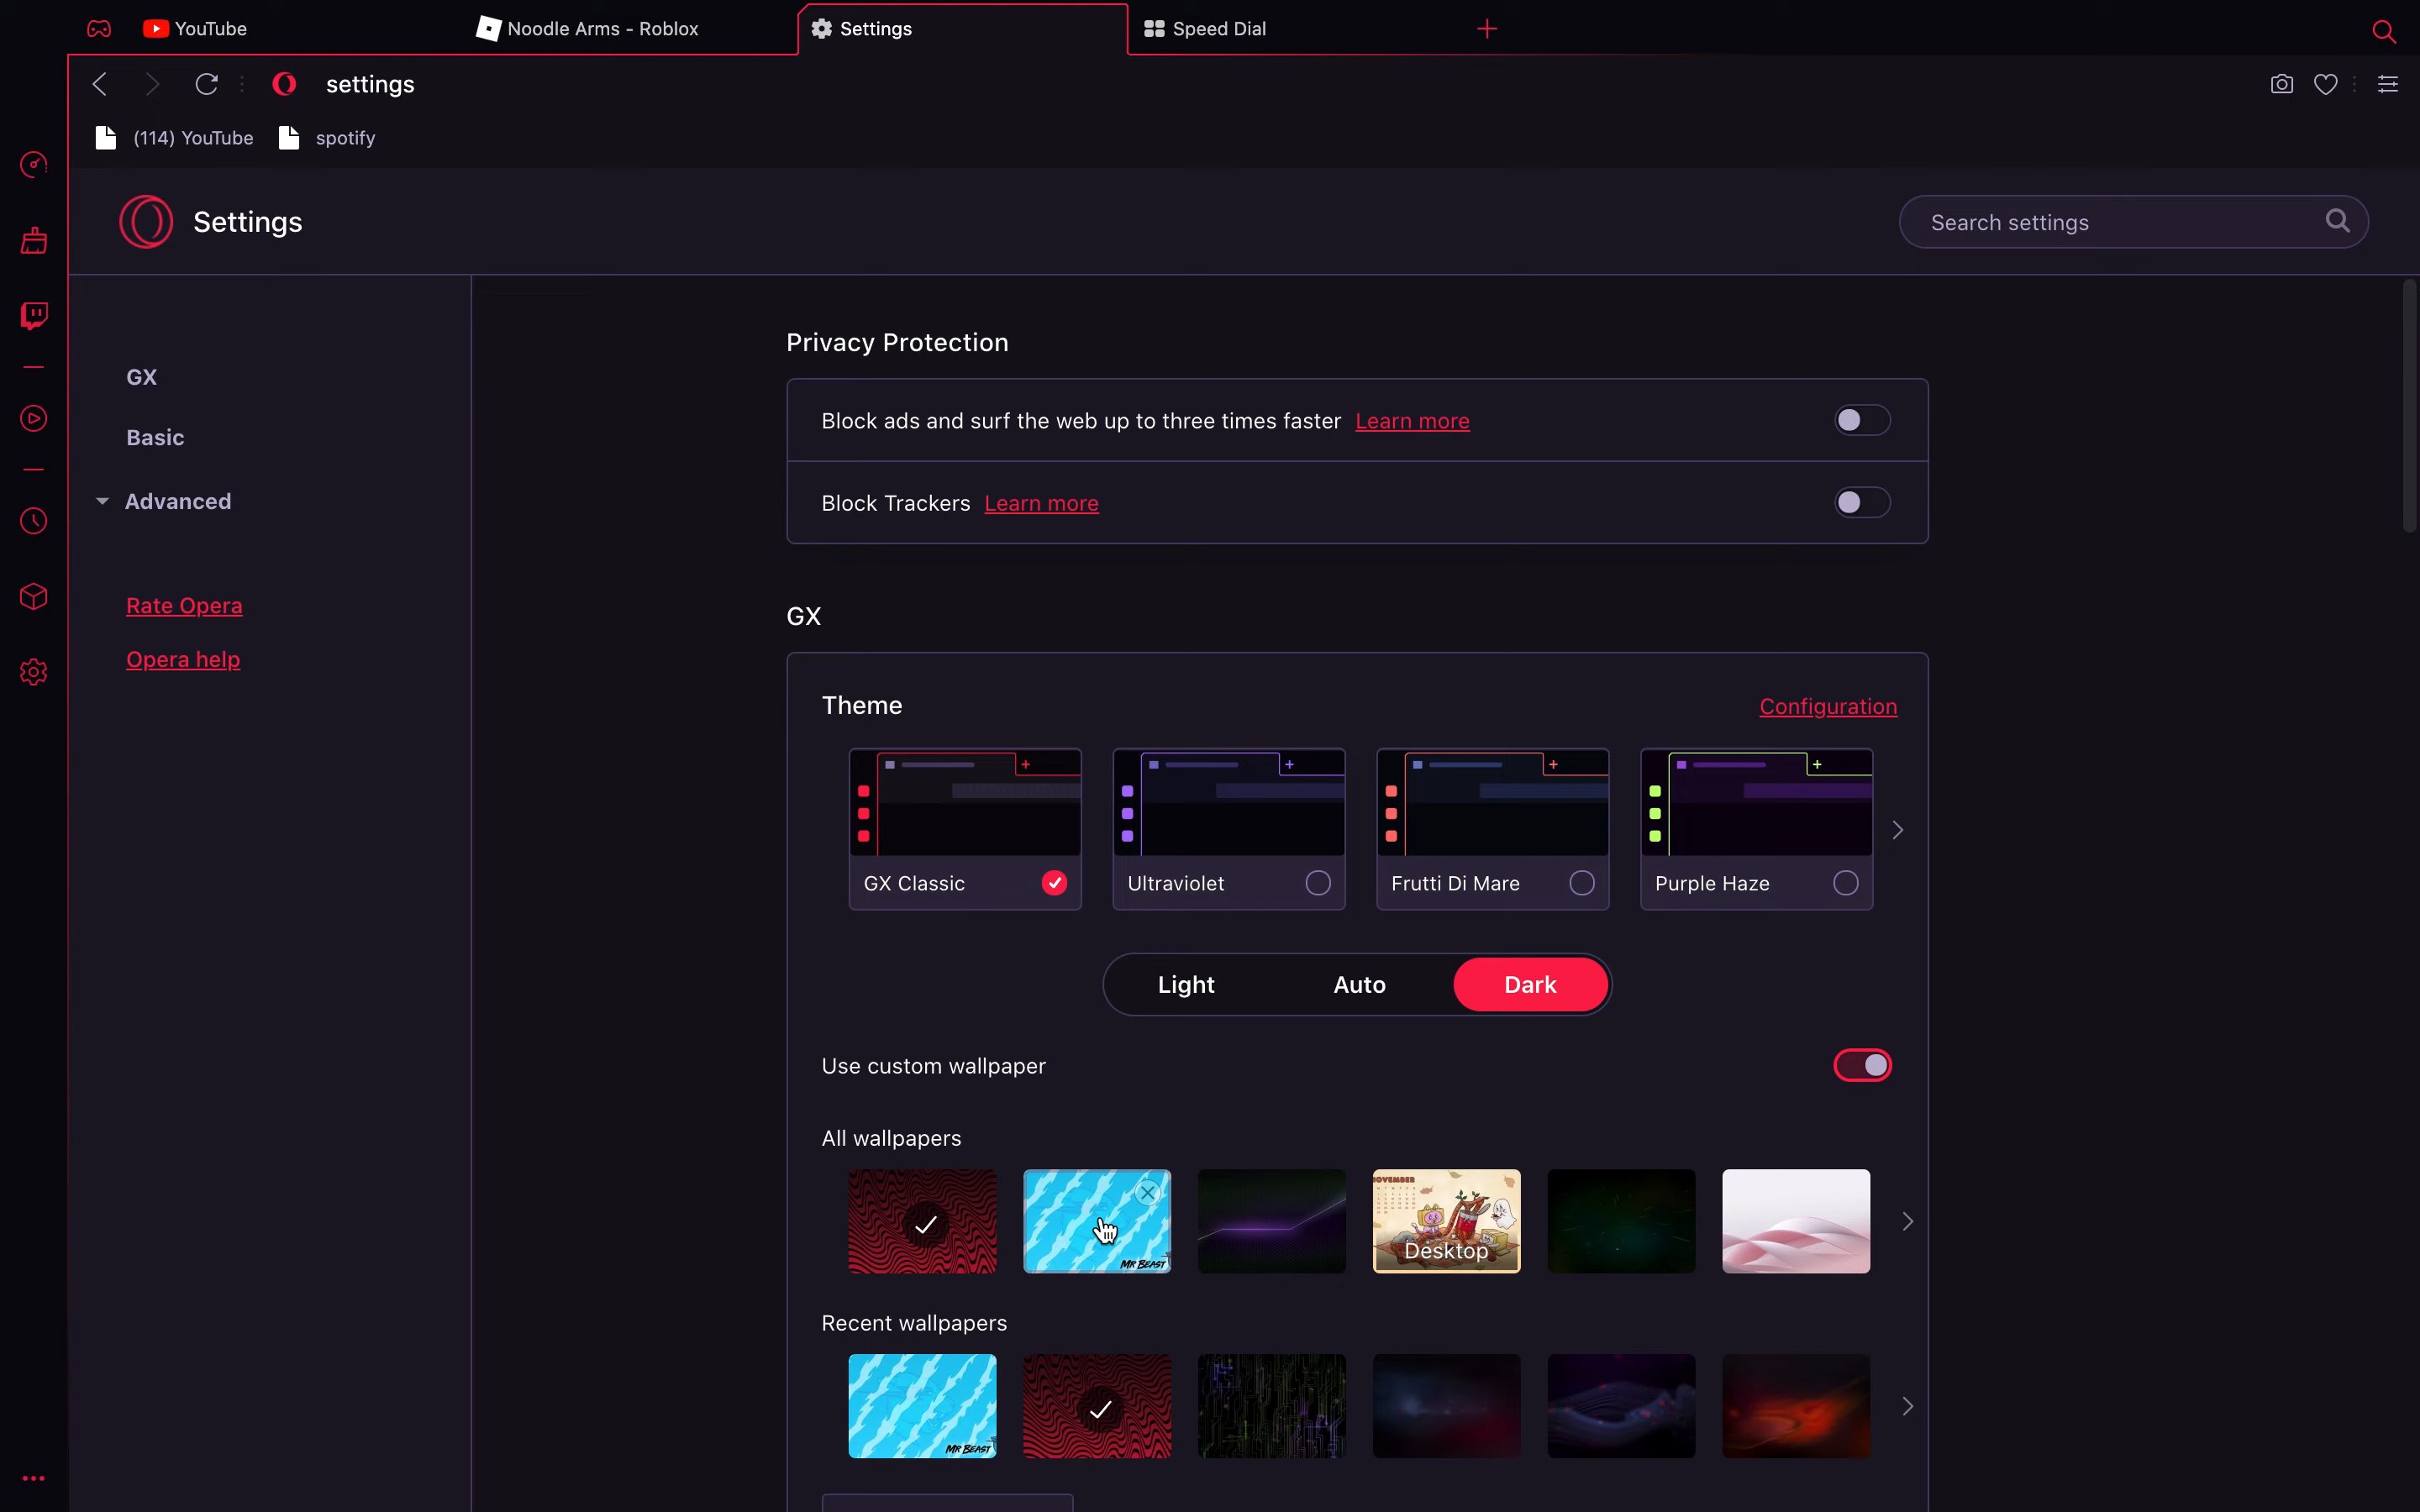 YouTube
Noodle Arms - Roblox
Settings
Speed Dial
settings
(114) YouTube
spotify
Settings
Search settings
GX
Basic
Advanced
Rate Opera
Opera help
Privacy Protection
Block ads and surf the web up to three times faster Learn more
Block Trackers Learn more
GX
Theme
Configuration
GX Classic
Ultraviolet
Frutti Di Mare
Purple Haze
Light
Auto
Dark
Use custom wallpaper
All wallpapers
MR BEAST
NOVEMBER
Desktop
Recent wallpapers
MR BEAST